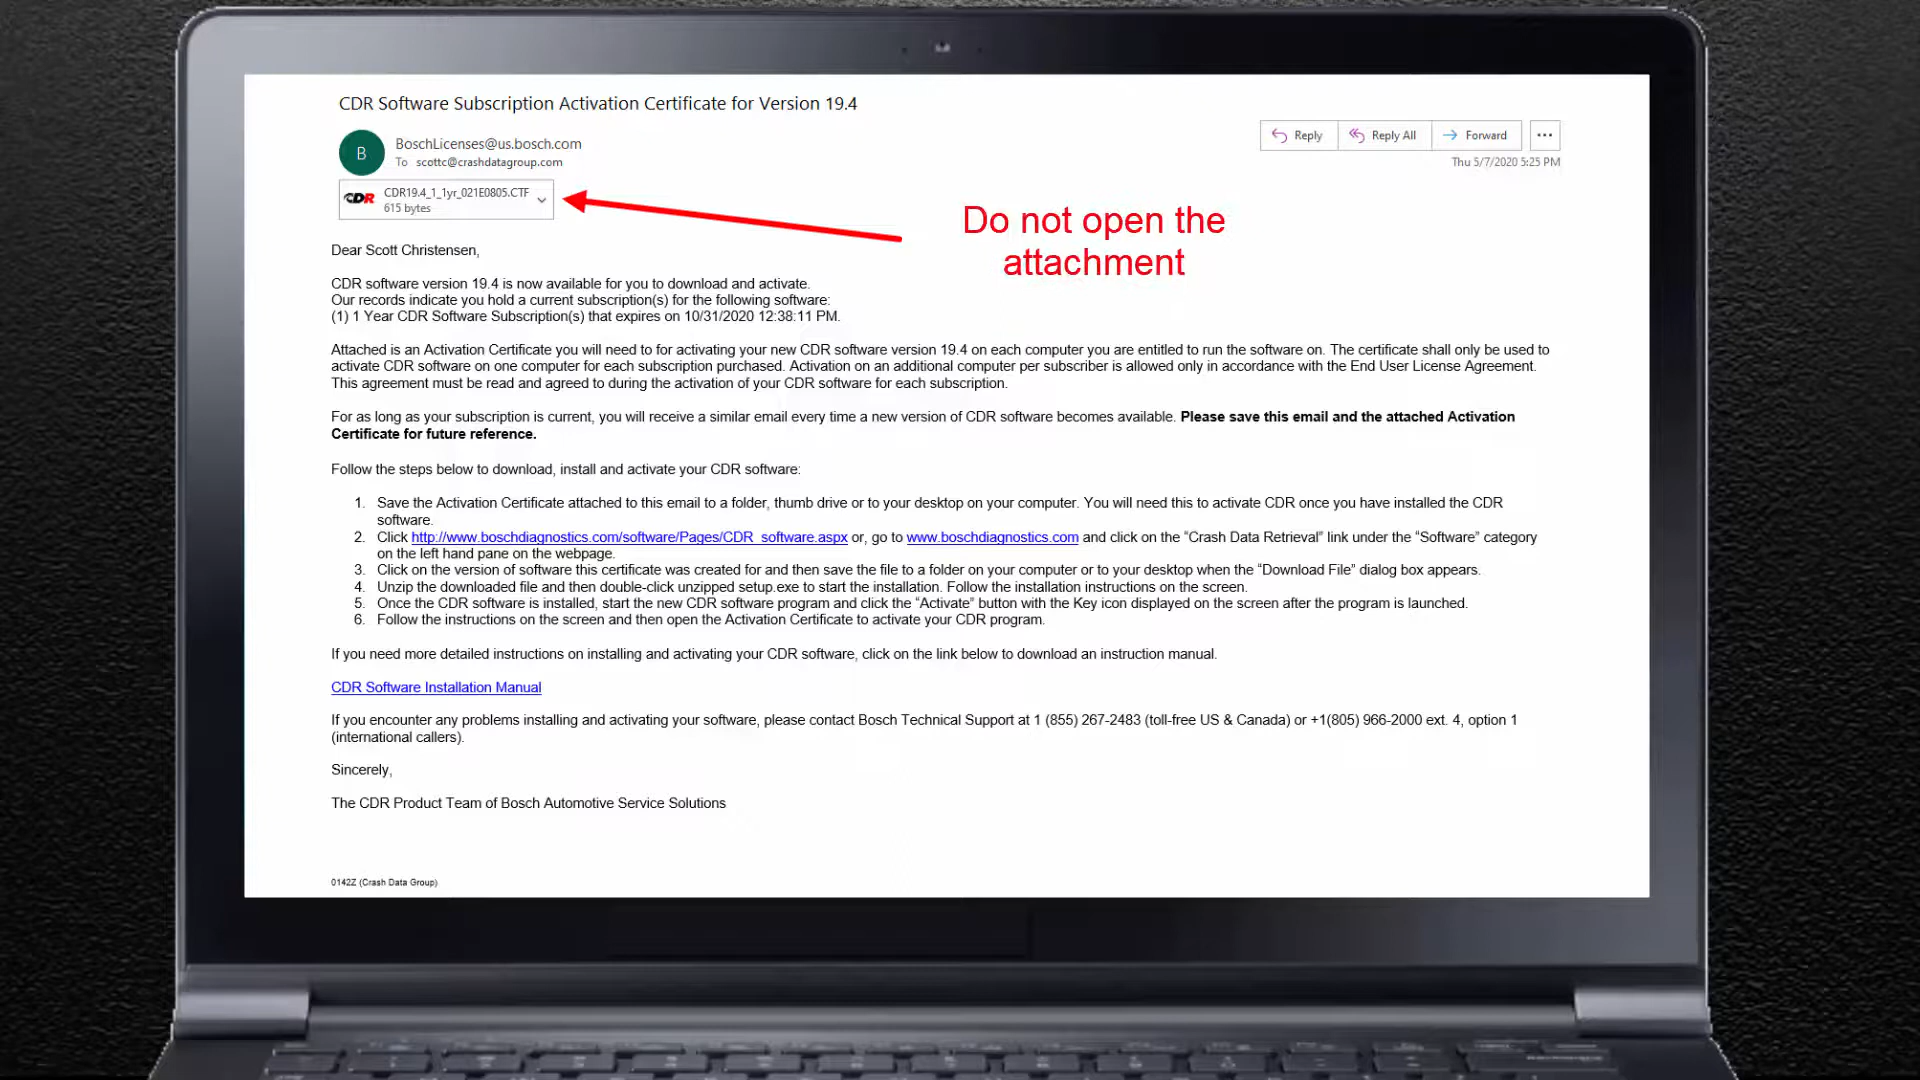 CDR Software Subscription Activation Certificate for Version 19.4
B
BoschLicenses@us.bosch.com
To scottc@crashdatagroup.com
Reply
Reply All
Forward
Thu 5/7/2020 5:25 PM
CDR
CDR19.4_1_1yr_021E0805.CTF
615 bytes
Do not open the
attachment
Dear Scott Christensen,
CDR software version 19.4 is now available for you to download and activate.
Our records indicate you hold a current subscription(s) for the following software:
(1) 1 Year CDR Software Subscription(s) that expires on 10/31/2020 12:38:11 PM.
Attached is an Activation Certificate you will need to for activating your new CDR software version 19.4 on each computer you are entitled to run the software on. The certificate shall only be used to
activate CDR software on one computer for each subscription purchased. Activation on an additional computer per subscriber is allowed only in accordance with the End User License Agreement.
This agreement must be read and agreed to during the activation of your CDR software for each subscription.
For as long as your subscription is current, you will receive a similar email every time a new version of CDR software becomes available. Please save this email and the attached Activation
Certificate for future reference.
Follow the steps below to download, install and activate your CDR software:
1. Save the Activation Certificate attached to this email to a folder, thumb drive or to your desktop on your computer. You will need this to activate CDR once you have installed the CDR
software.
2. Click http://www.boschdiagnostics.com/software/Pages/CDR_software.aspx or, go to www.boschdiagnostics.com and click on the “Crash Data Retrieval” link under the “Software” category
on the left hand pane on the webpage.
3. Click on the version of software this certificate was created for and then save the file to a folder on your computer or to your desktop when the “Download File” dialog box appears.
4. Unzip the downloaded file and then double-click unzipped setup.exe to start the installation. Follow the installation instructions on the screen.
5. Once the CDR software is installed, start the new CDR software program and click the “Activate” button with the Key icon displayed on the screen after the program is launched.
6. Follow the instructions on the screen and then open the Activation Certificate to activate your CDR program.
If you need more detailed instructions on installing and activating your CDR software, click on the link below to download an instruction manual.
CDR Software Installation Manual
If you encounter any problems installing and activating your software, please contact Bosch Technical Support at 1 (855) 267-2483 (toll-free US & Canada) or +1(805) 966-2000 ext. 4, option 1
(international callers).
Sincerely,
The CDR Product Team of Bosch Automotive Service Solutions
0142Z (Crash Data Group)